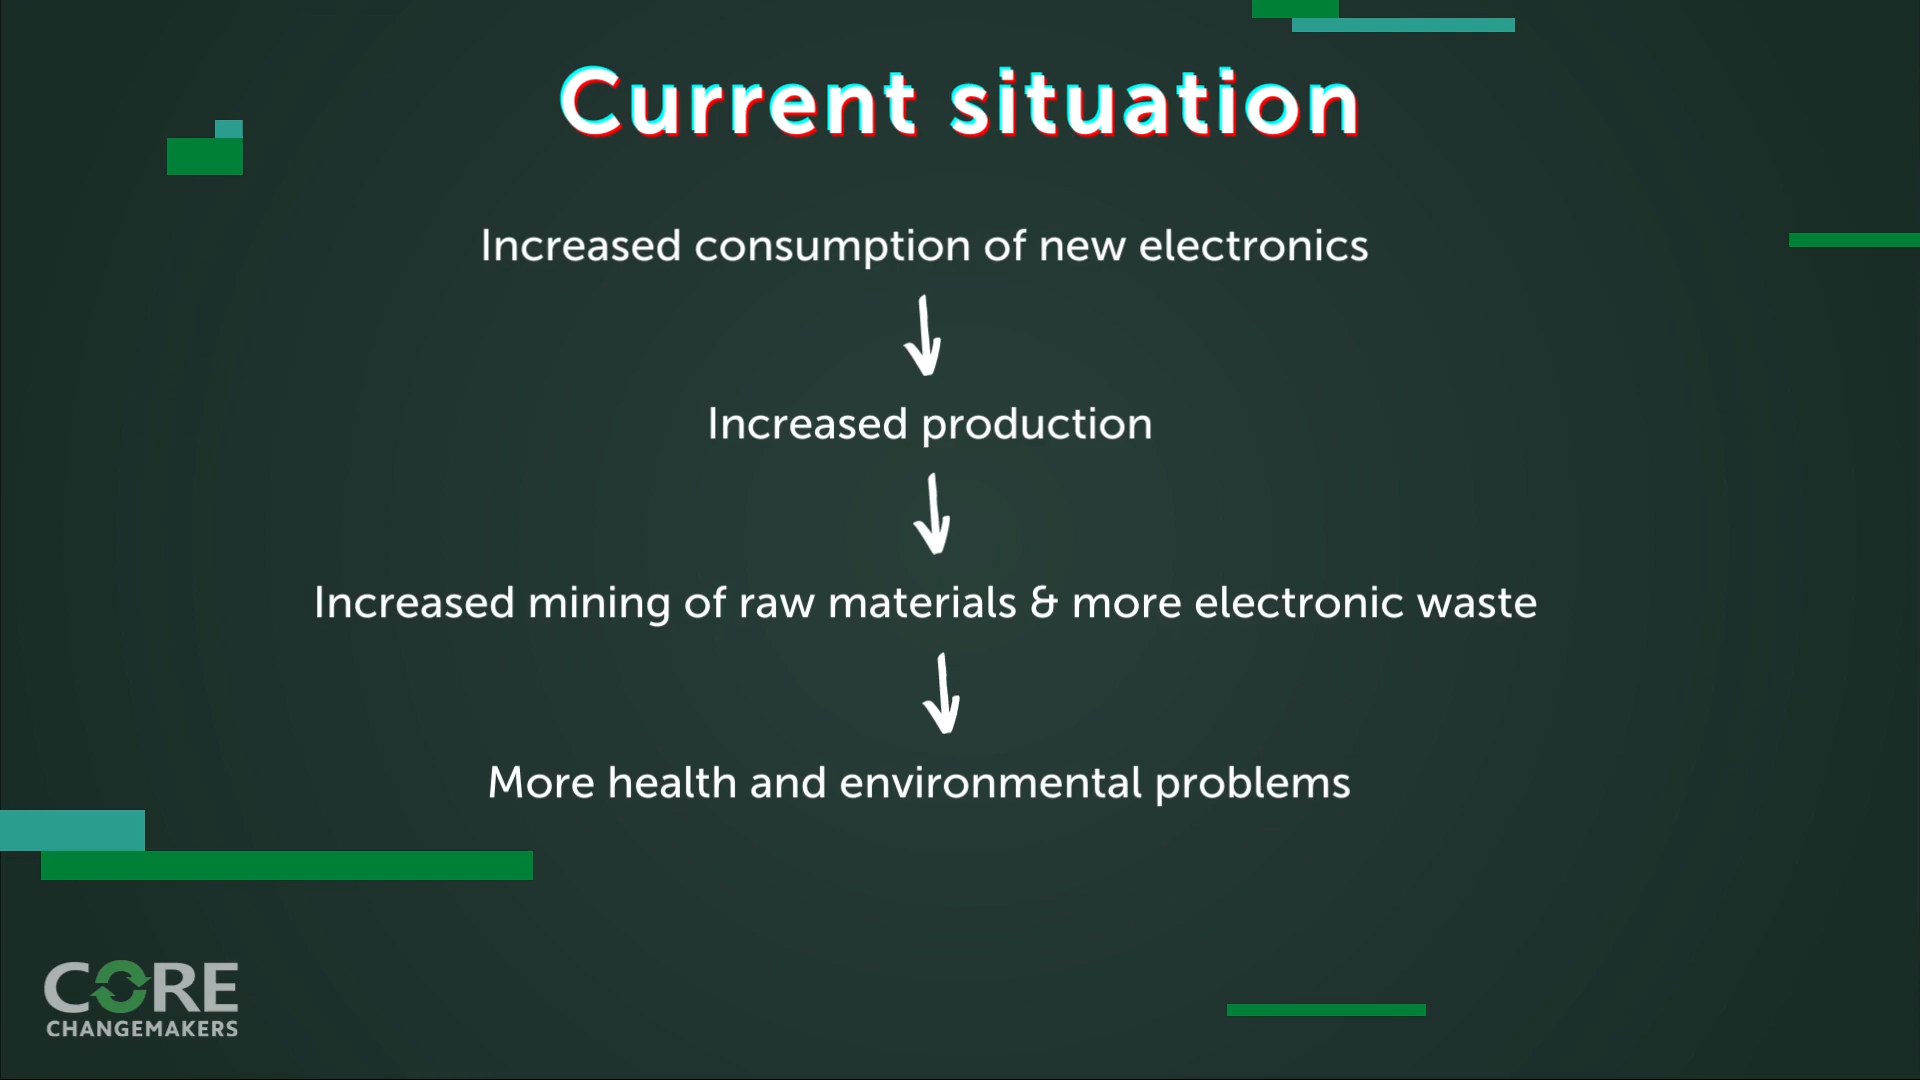 Current situation
Increased consumption of new electronics
Increased production
Increased mining of raw materials & more electronic waste
More health and environmental problems
CORE
CHANGEMAKERS